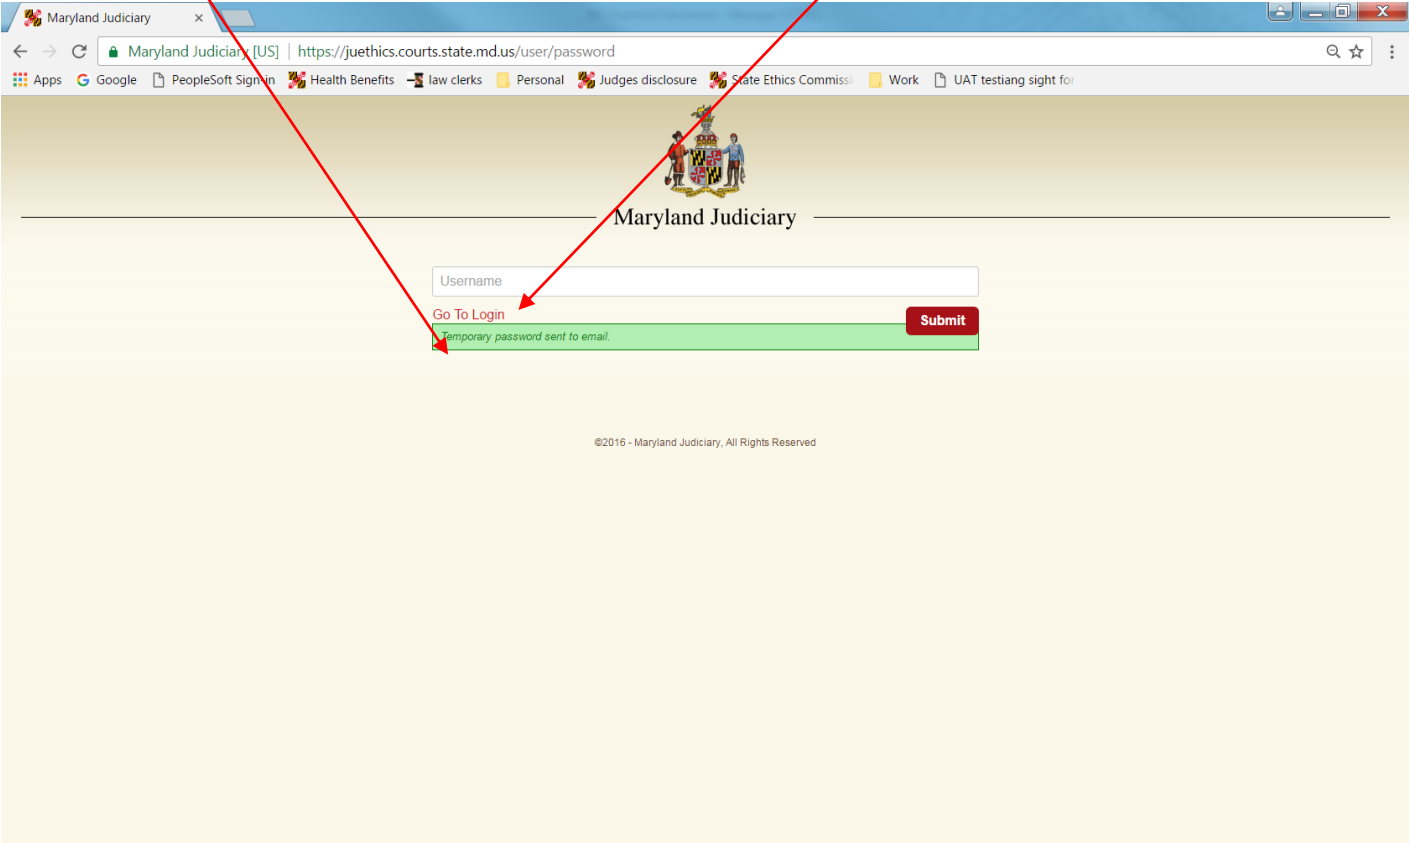 Maryland Judiciary
Maryland Judiciary [US] https://juethics.courts.state.md.us/user/password
Apps Google PeopleSoft Sign-in Health Benefits law clerks Personal Judges disclosure State Ethics Commissi Work UAT testiang sight for
Maryland Judiciary
Username
Go To Login
Submit
Temporary password sent to email.
©2016 - Maryland Judiciary, All Rights Reserved